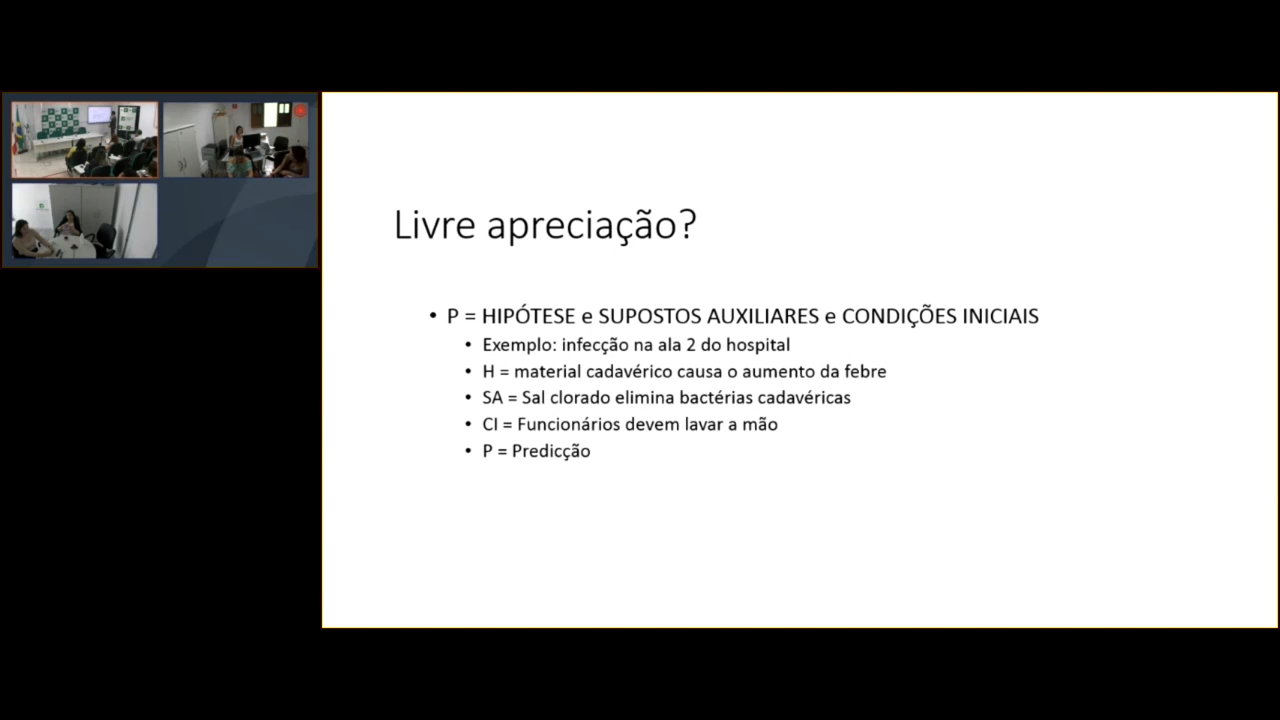 Livre apreciação?
• P = HIPÓTESE e SUPOSTOS AUXILIARES e CONDIÇÕES INICIAIS
• Exemplo: infecção na ala 2 do hospital
• H = material cadavérico causa o aumento da febre
• SA = Sal clorado elimina bactérias cadavéricas
• CI = Funcionários devem lavar a mão
• P = Predicção